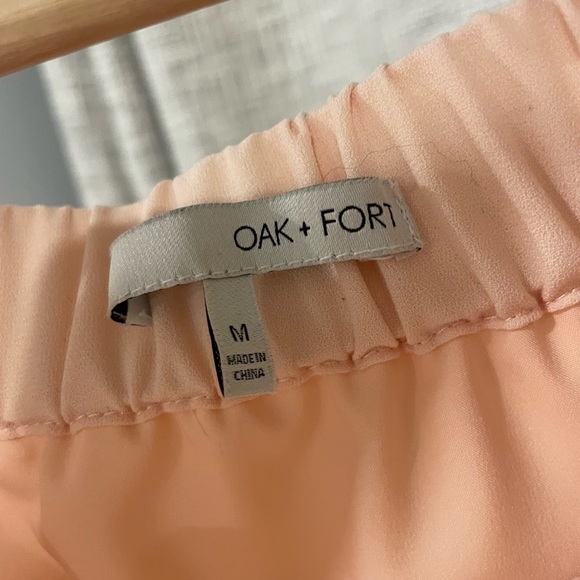 OAK + FORT
M
MADE IN
CHINA